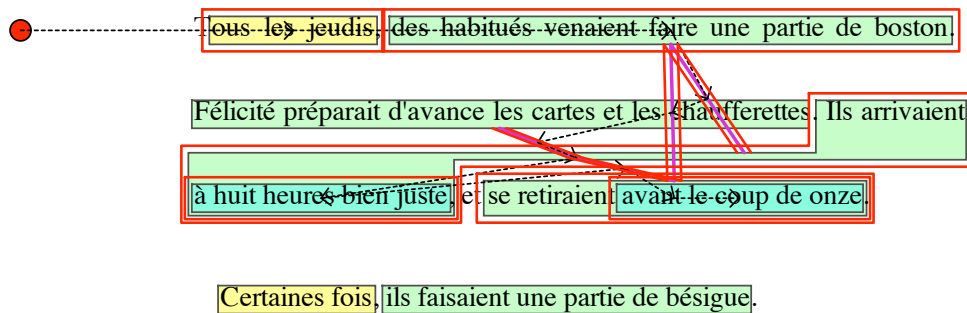 Tous les jeudis, des habitués venaient faire une partie de boston.
Félicité préparait d'avance les cartes et les chaufferettes. Ils arrivaient
à huit heures bien juste, et se retiraient avant le coup de onze.
Certaines fois, ils faisaient une partie de bésigue.